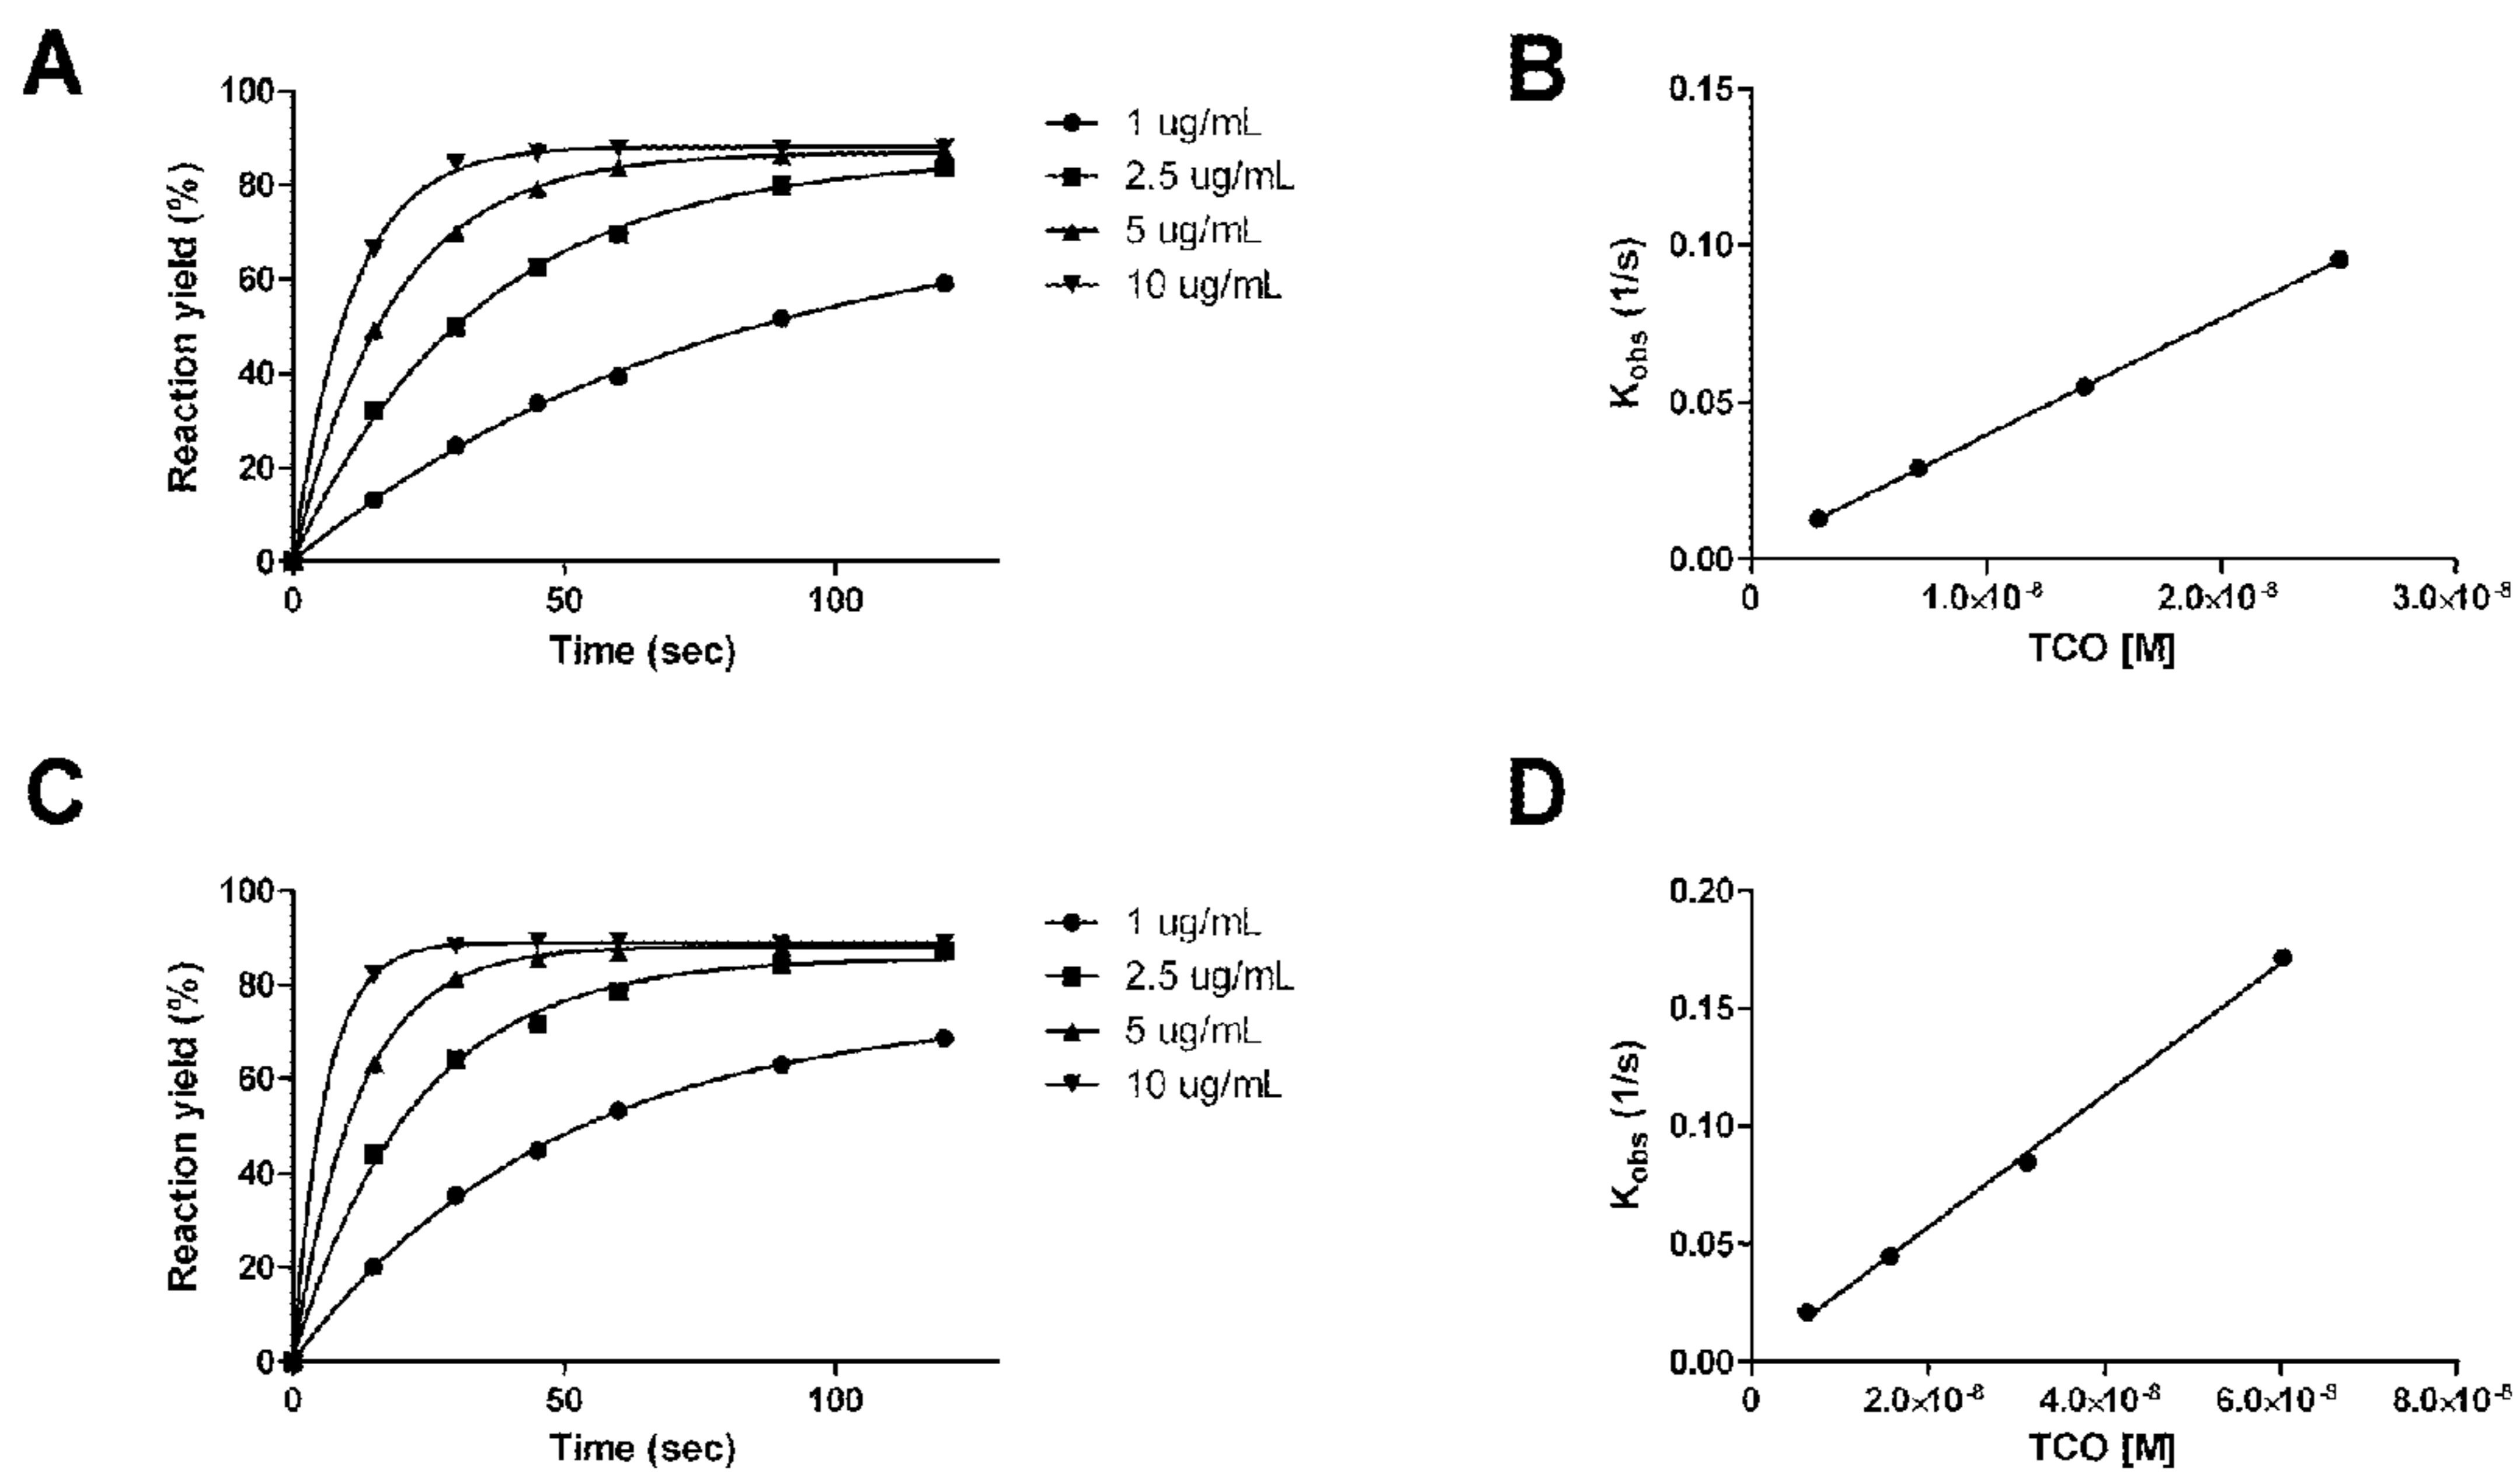 A
100
80
60
40
20
0
0
50
100
Reaction yield (%)
Time (sec)
1 ug/mL
2.5 ug/mL
5 ug/mL
10 ug/mL
B
0.15
0.10
0.05
0.00
0
1.0×10⁻⁸
2.0×10⁻⁸
3.0×10⁻⁸
Kobs (1/s)
TCO [M]
C
100
80
60
40
20
0
0
50
100
Reaction yield (%)
Time (sec)
1 ug/mL
2.5 ug/mL
5 ug/mL
10 ug/mL
D
0.20
0.15
0.10
0.05
0.00
0
2.0×10⁻⁸
4.0×10⁻⁸
6.0×10⁻⁸
8.0×10⁻⁸
Kobs (1/s)
TCO [M]